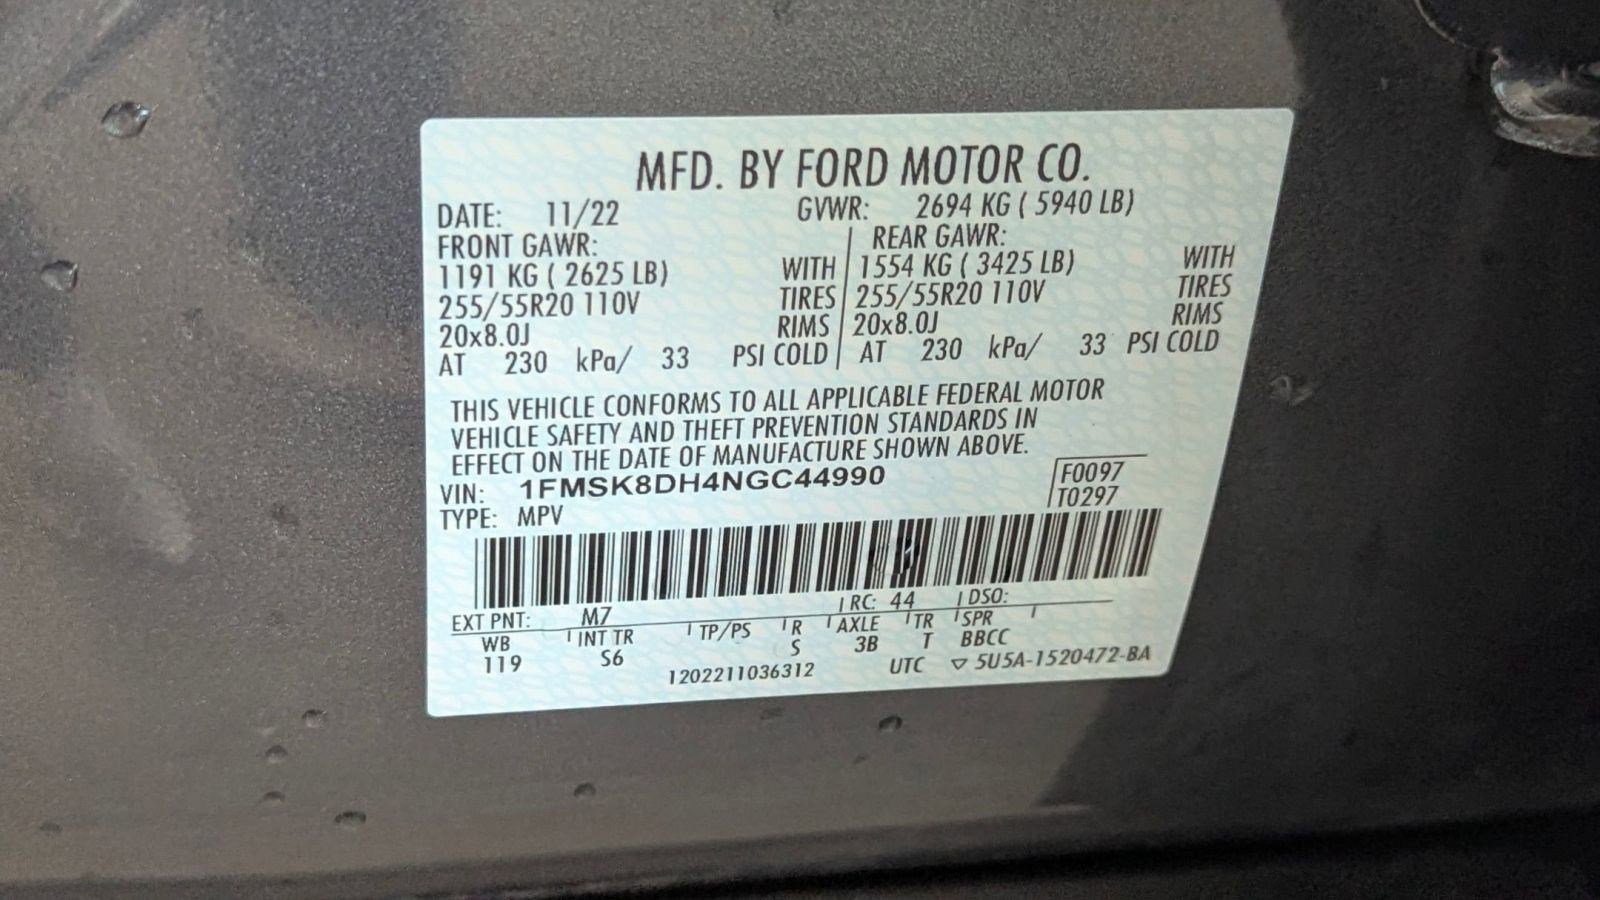 MFD. BY FORD MOTOR CO.
DATE: 11/22 GVWR: 2694 KG ( 5940 LB)
FRONT GAWR: REAR GAWR:
1191 KG ( 2625 LB) WITH 1554 KG ( 3425 LB) WITH
255/55R20 110V TIRES 255/55R20 110V TIRES
20x8.0J RIMS 20x8.0J RIMS
AT 230 kPa/ 33 PSI COLD AT 230 kPa/ 33 PSI COLD
THIS VEHICLE CONFORMS TO ALL APPLICABLE FEDERAL MOTOR
VEHICLE SAFETY AND THEFT PREVENTION STANDARDS IN
EFFECT ON THE DATE OF MANUFACTURE SHOWN ABOVE.
VIN: 1FMSK8DH4NGC44990 F0097
TYPE: MPV T0297
EXT PNT: M7 RC: 44 DSO:
WB INT TR TP/PS R AXLE TR SPR
119 S6 S 3B T BBCC
1202211036312 UTC ▽ 5U5A-1520472-BA